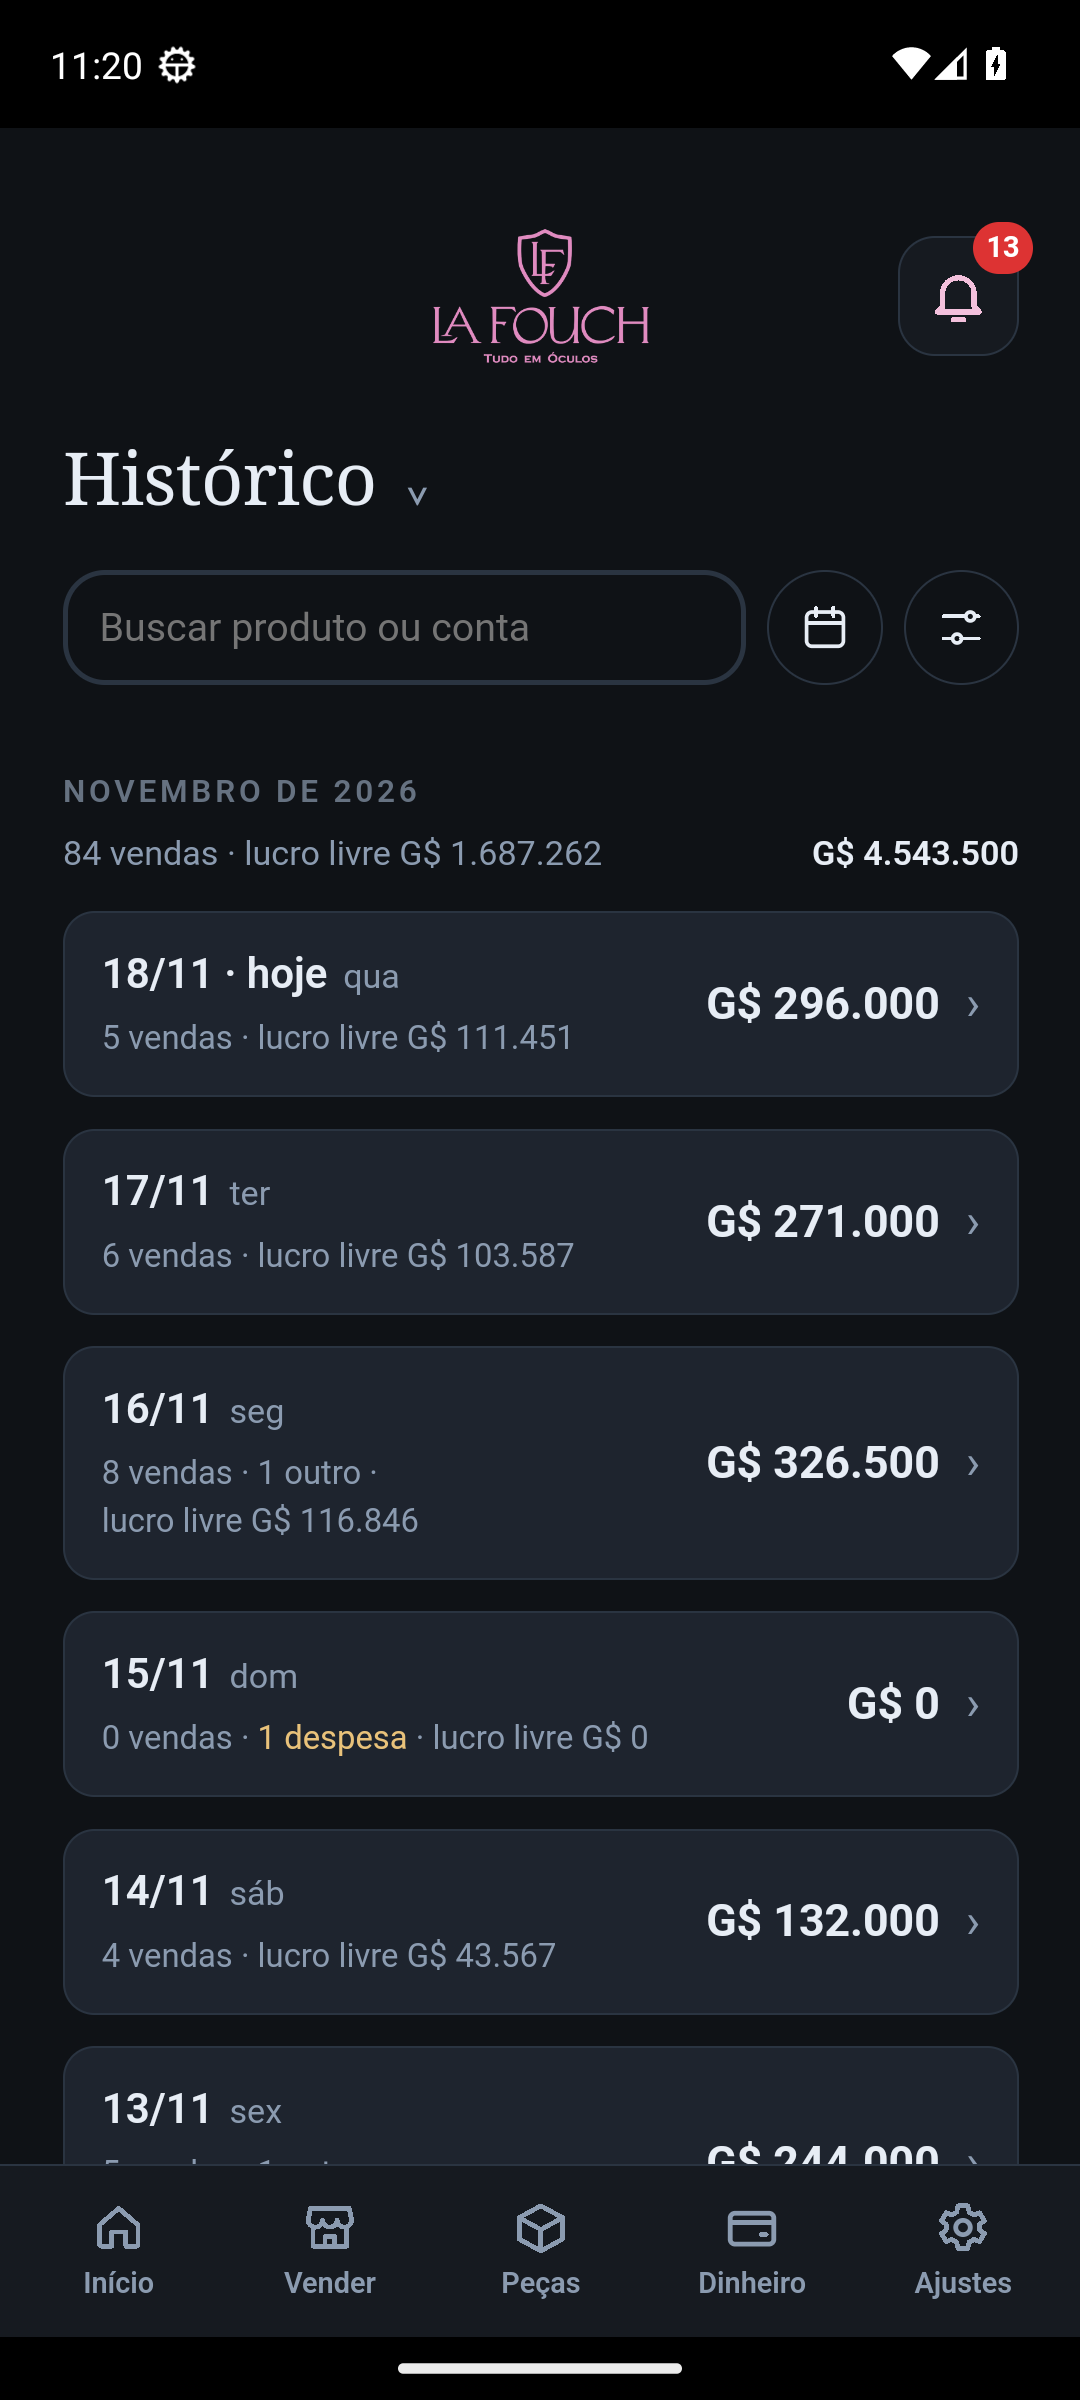 11:20
LF
LA FOUCH
TUDO EM ÓCULOS
13
Histórico
Buscar produto ou conta
NOVEMBRO DE 2026
84 vendas · lucro livre G$ 1.687.262 G$ 4.543.500
18/11 · hoje qua
5 vendas · lucro livre G$ 111.451
G$ 296.000 ›
17/11 ter
6 vendas · lucro livre G$ 103.587
G$ 271.000 ›
16/11 seg
8 vendas · 1 outro ·
lucro livre G$ 116.846
G$ 326.500 ›
15/11 dom
0 vendas · 1 despesa · lucro livre G$ 0
G$ 0 ›
14/11 sáb
4 vendas · lucro livre G$ 43.567
G$ 132.000 ›
13/11 sex
G$ 244.000 ›
Início Vender Peças Dinheiro Ajustes